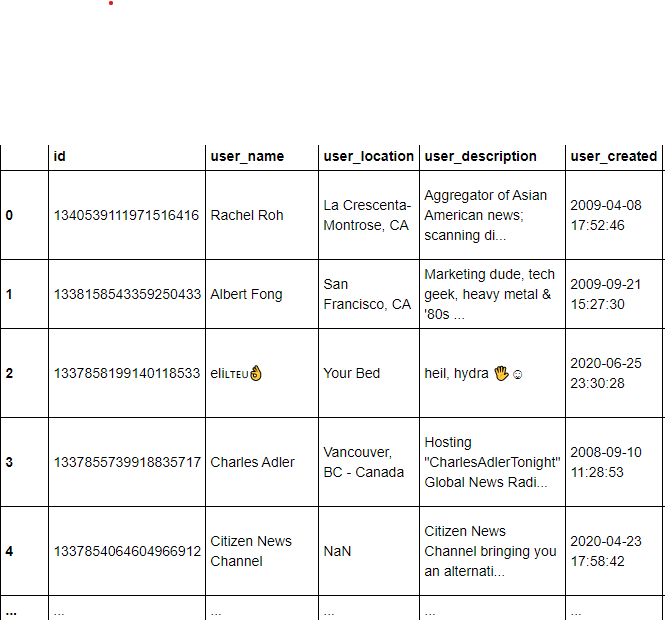 id user_name user_location user_description user_created
0 1340539111971516416 Rachel Roh La Crescenta-Montrose, CA Aggregator of Asian American news; scanning di... 2009-04-08 17:52:46
1 1338158543359250433 Albert Fong San Francisco, CA Marketing dude, tech geek, heavy metal & '80s ... 2009-09-21 15:27:30
2 1337858199140118533 eliʟᴛᴇᴜ👌 Your Bed heil, hydra 🖐☺ 2020-06-25 23:30:28
3 1337855739918835717 Charles Adler Vancouver, BC - Canada Hosting "CharlesAdlerTonight" Global News Radi... 2008-09-10 11:28:53
4 1337854064604966912 Citizen News Channel NaN Citizen News Channel bringing you an alternati... 2020-04-23 17:58:42
... ... ... ... ... ...